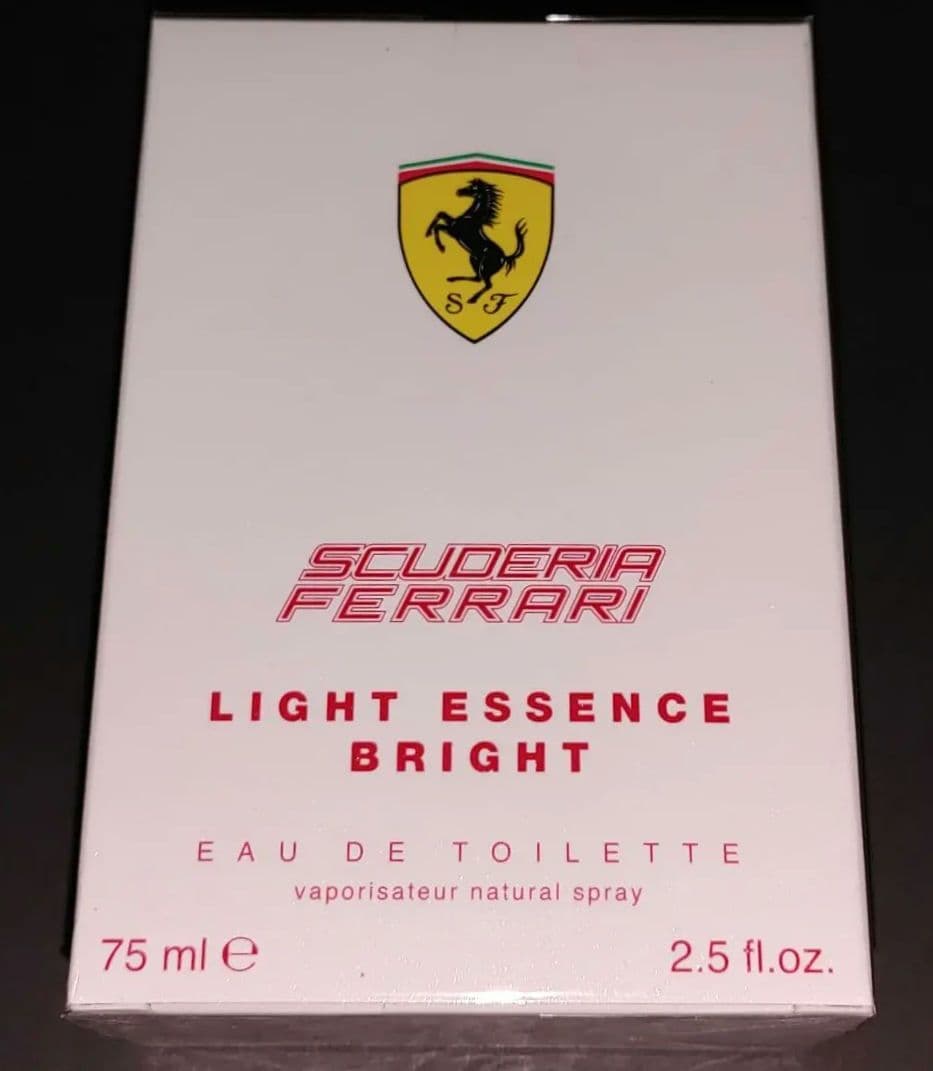 S F
SCUDERIA
FERRARI
LIGHT ESSENCE
BRIGHT
EAU DE TOILETTE
vaporisateur natural spray
75 ml ℮
2.5 fl.oz.